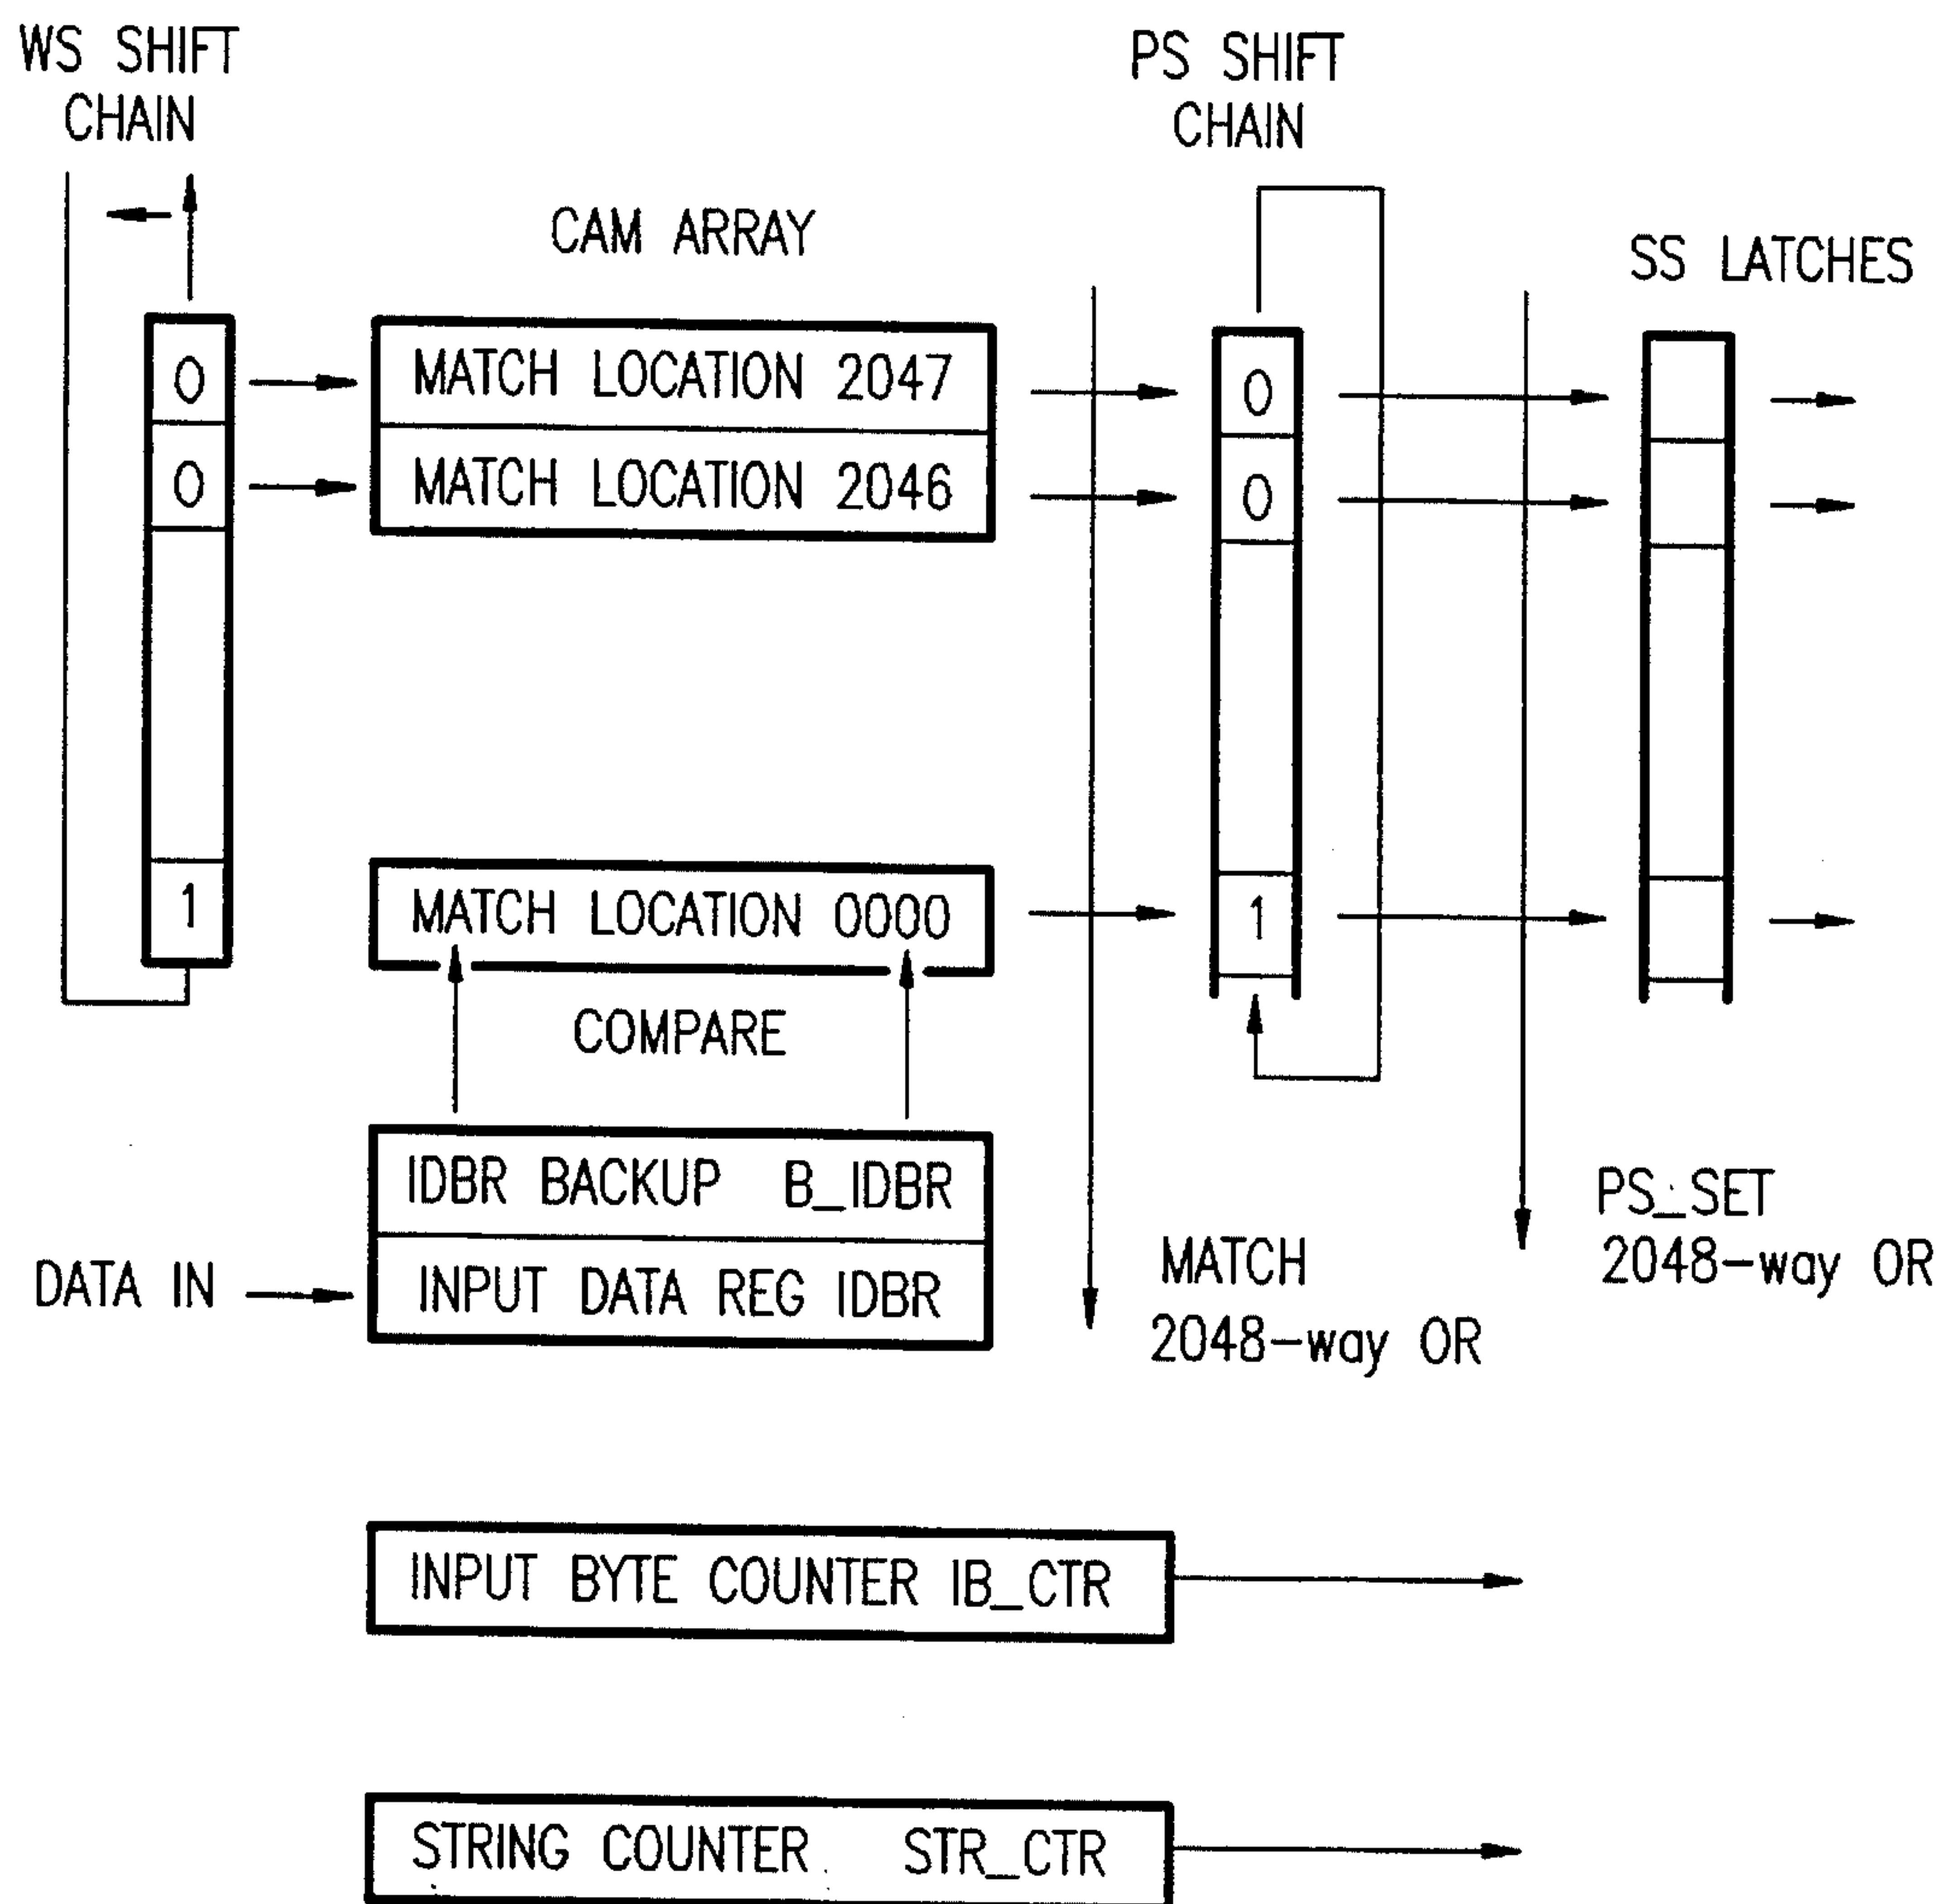 WS SHIFT
CHAIN
PS SHIFT
CHAIN
CAM ARRAY
SS LATCHES
0
MATCH LOCATION 2047
0
0
MATCH LOCATION 2046
0
1
MATCH LOCATION 0000
1
COMPARE
IDBR BACKUP B_IDBR
INPUT DATA REG IDBR
DATA IN
MATCH
2048-way OR
PS_SET
2048-way OR
INPUT BYTE COUNTER IB_CTR
STRING COUNTER STR_CTR